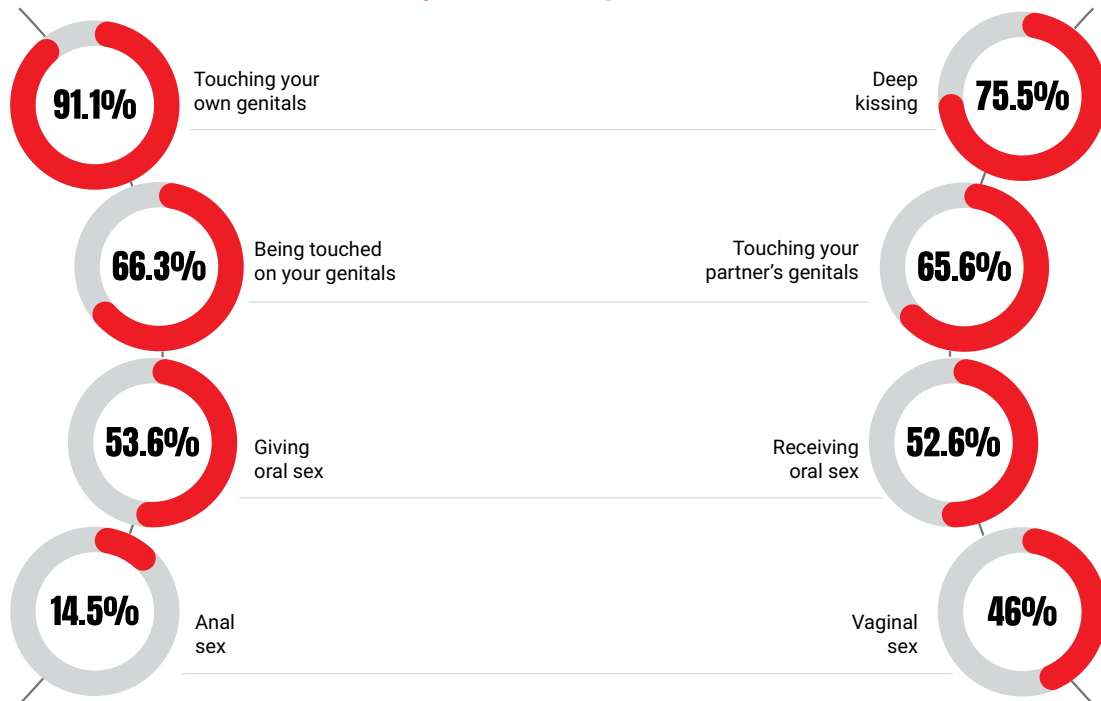 91.1%
Touching your
own genitals
Deep
kissing
75.5%
66.3%
Being touched
on your genitals
Touching your
partner’s genitals
65.6%
53.6%
Giving
oral sex
Receiving
oral sex
52.6%
14.5%
Anal
sex
Vaginal
sex
46%